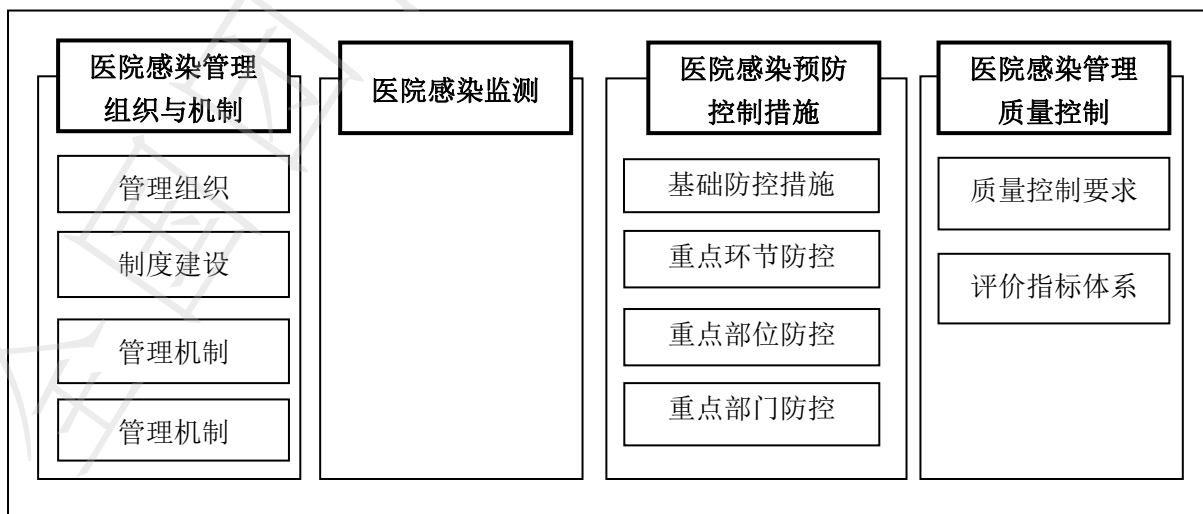 医院感染管理
组织与机制
管理组织
制度建设
管理机制
管理机制
医院感染监测
医院感染预防
控制措施
基础防控措施
重点环节防控
重点部位防控
重点部门防控
医院感染管理
质量控制
质量控制要求
评价指标体系